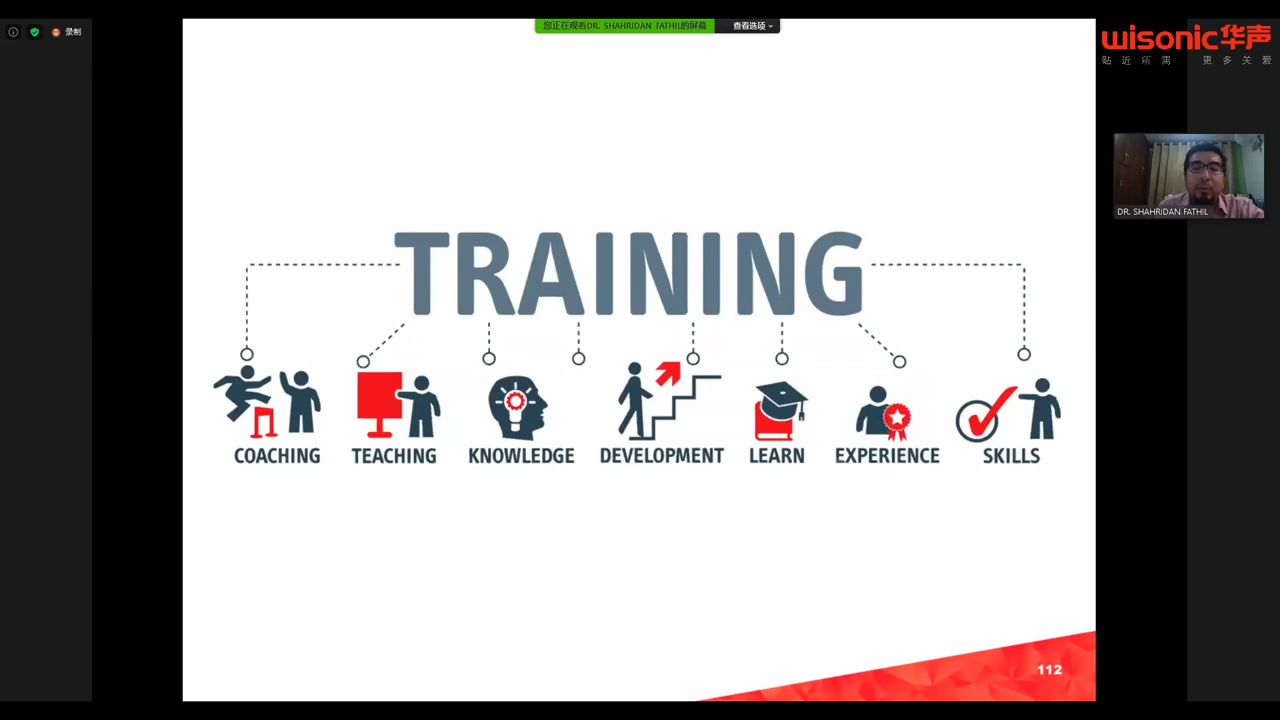 录制
您正在观看DR. SHAHRIDAN FATHIL的屏幕
查看选项
wisonic华声
贴近所需 更多关爱
DR. SHAHRIDAN FATHIL
TRAINING
COACHING
TEACHING
KNOWLEDGE
DEVELOPMENT
LEARN
EXPERIENCE
SKILLS
112